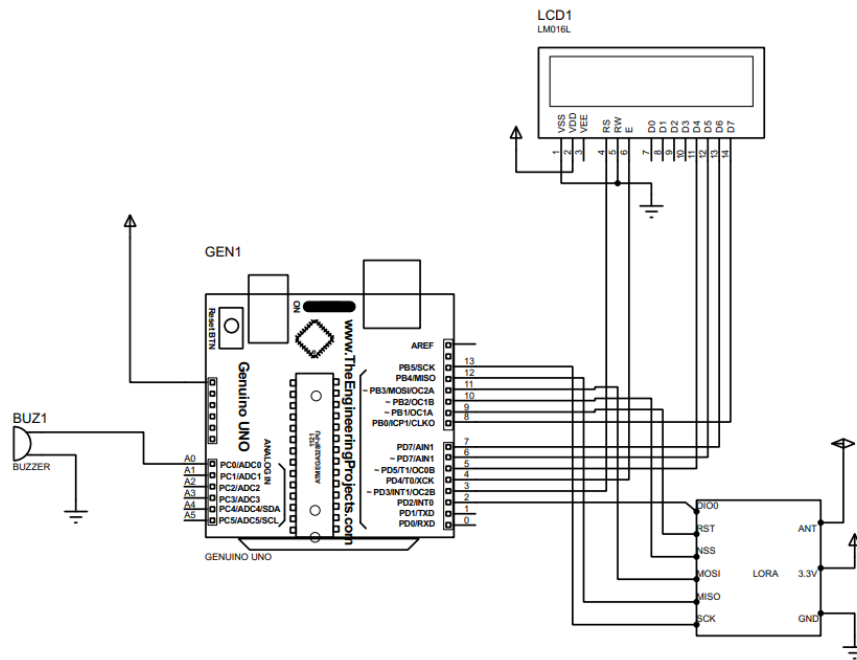 LCD1
LM016L
VSS
VDD
VEE
RS
RW
E
D0
D1
D2
D3
D4
D5
D6
D7
1
2
3
4
5
6
7
8
9
10
11
12
13
14
GEN1
ON
Reset BTN
www.TheEngineeringProjects.com
Genuino UNO
ANALOG IN
AREF
PB5/SCK 13
PB4/MISO 12
~ PB3/MOSI/OC2A 11
~ PB2/OC1B 10
~ PB1/OC1A 9
PB0/ICP1/CLKO 8
PD7/AIN1 7
~ PD7/AIN1 6
~ PD5/T1/OC0B 5
PD4/T0/XCK 4
~ PD3/INT1/OC2B 3
PD2/INT0 2
PD1/TXD 1
PD0/RXD 0
BUZ1
BUZZER
A0 PC0/ADC0
A1 PC1/ADC1
A2 PC2/ADC2
A3 PC3/ADC3
A4 PC4/ADC4/SDA
A5 PC5/ADC5/SCL
GENUINO UNO
DIO0
RST
NSS
MOSI
MISO
SCK
LORA
ANT
3.3V
GND